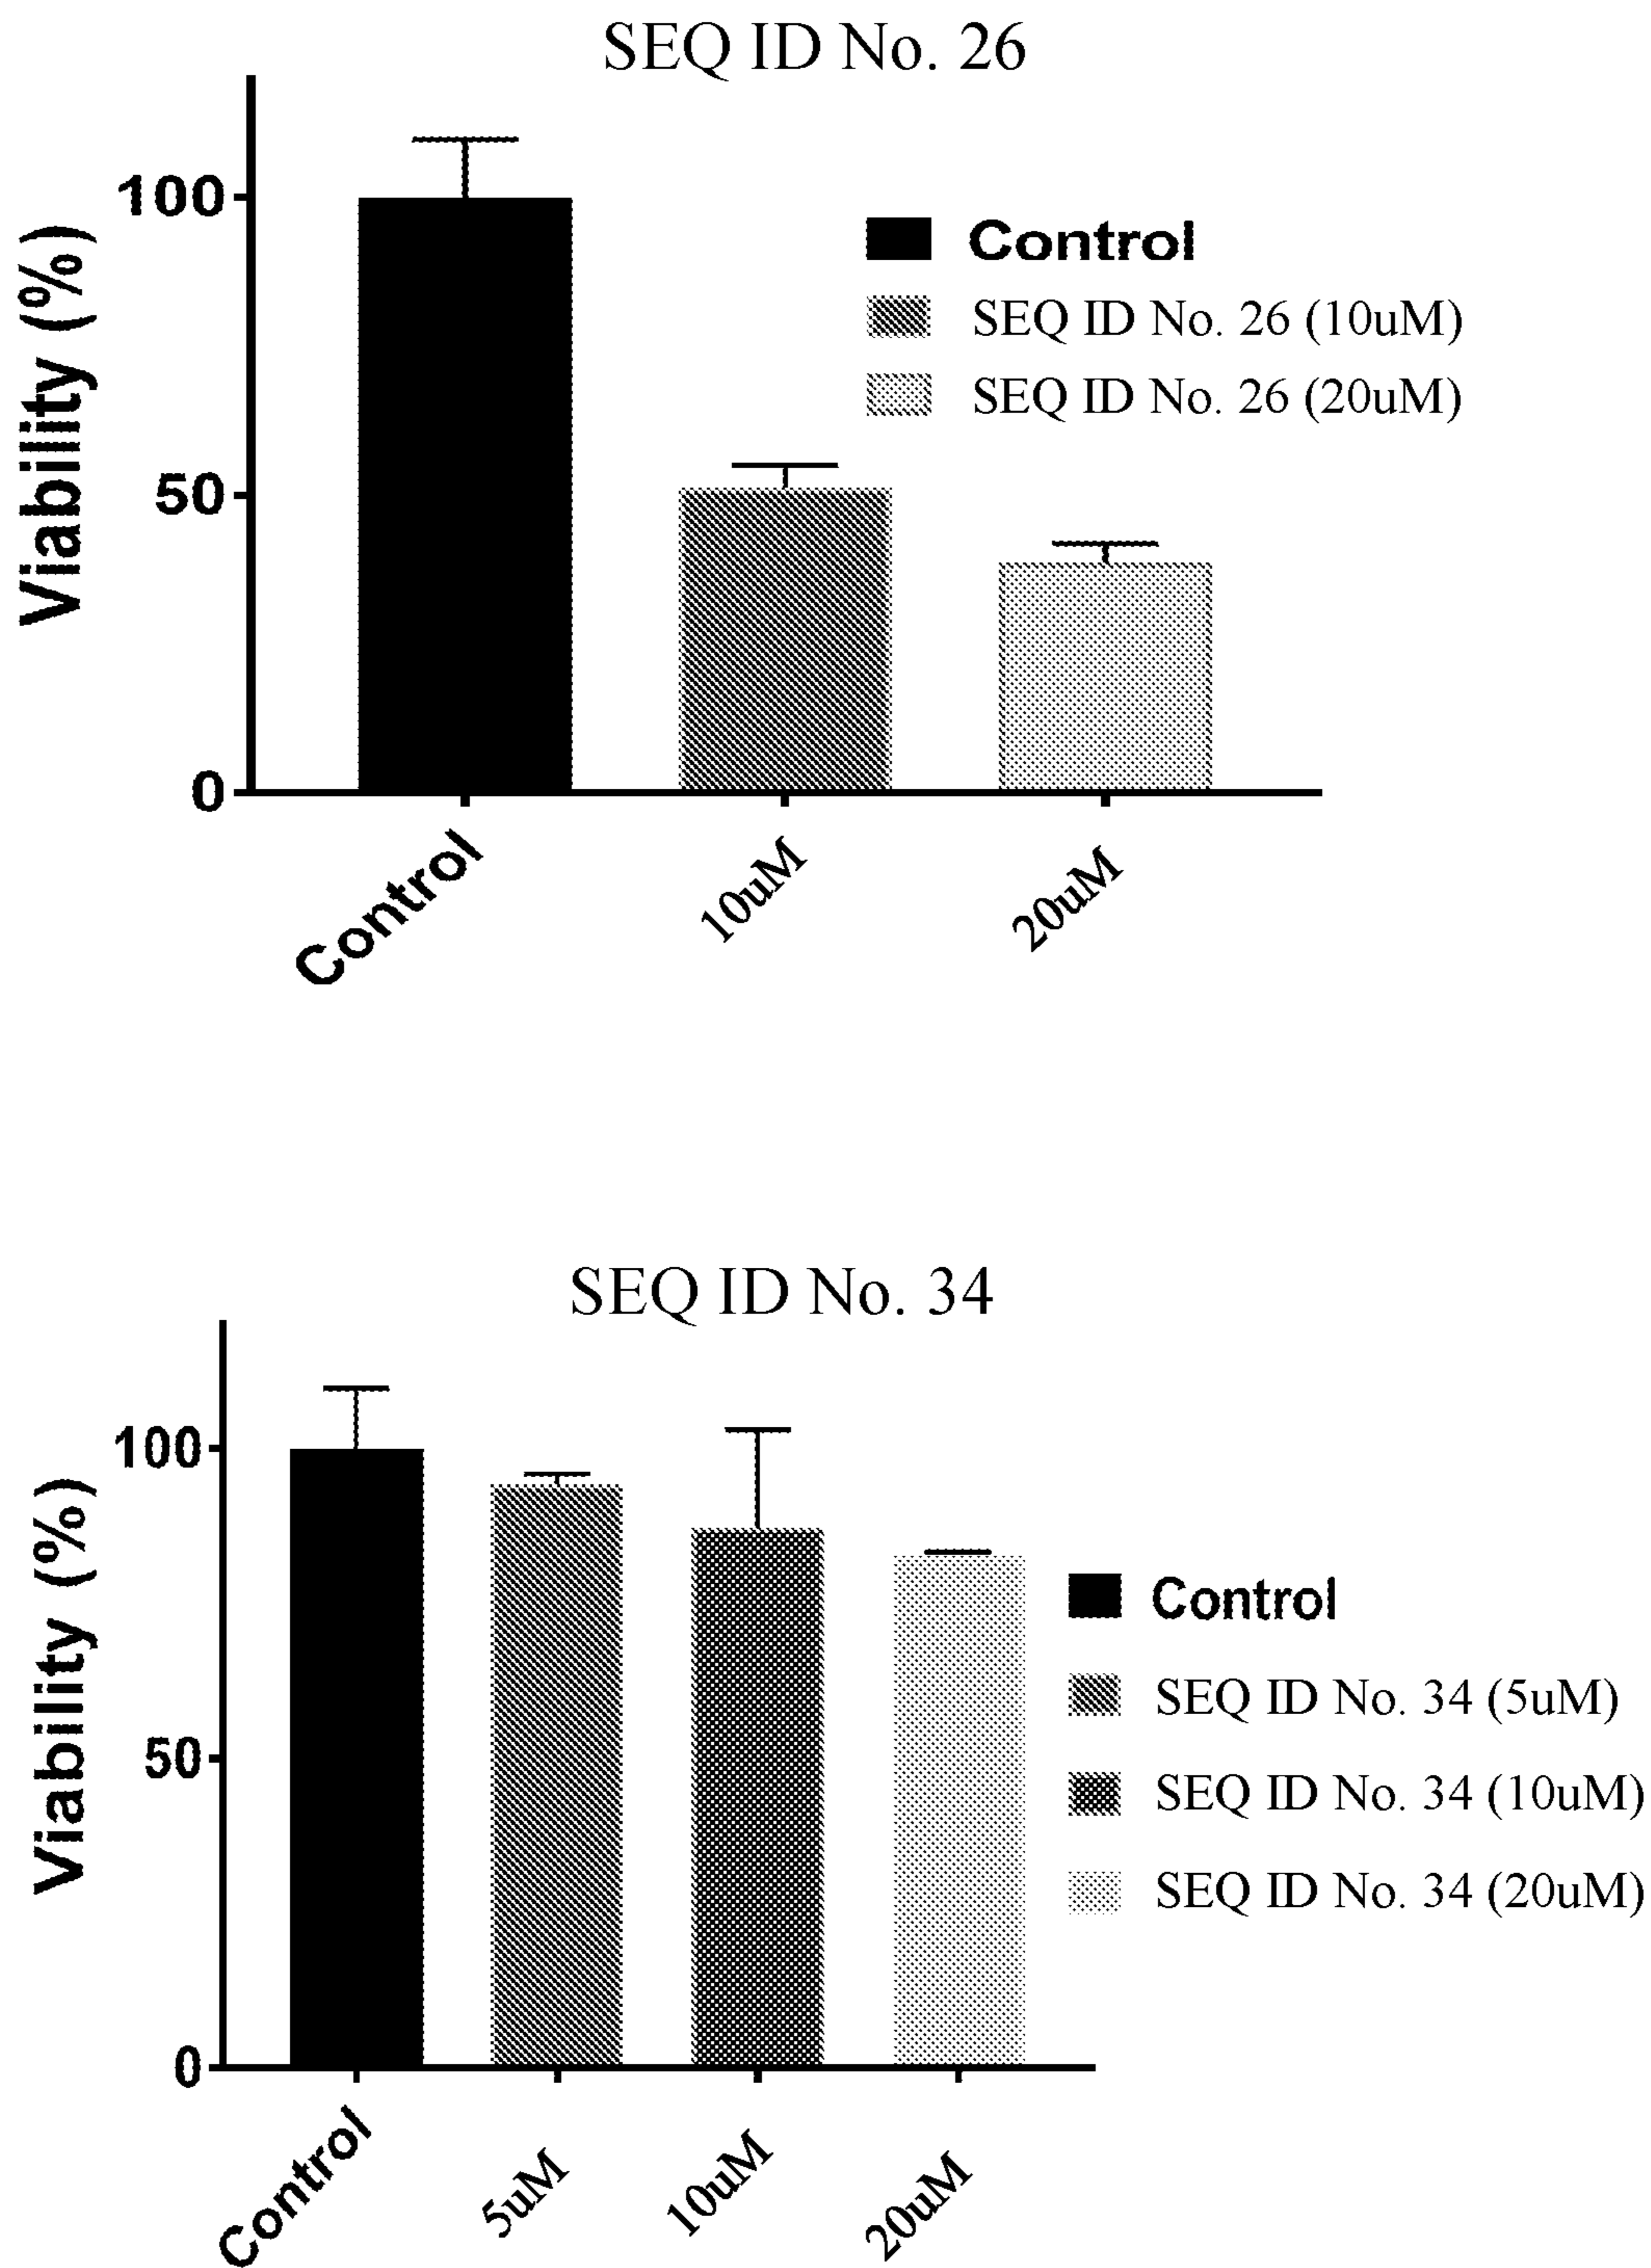 SEQ ID No. 26
Viability (%)
100
50
0
Control
SEQ ID No. 26 (10uM)
SEQ ID No. 26 (20uM)
Control
10uM
20uM
SEQ ID No. 34
Viability (%)
100
50
0
Control
SEQ ID No. 34 (5uM)
SEQ ID No. 34 (10uM)
SEQ ID No. 34 (20uM)
Control
5uM
10uM
20uM